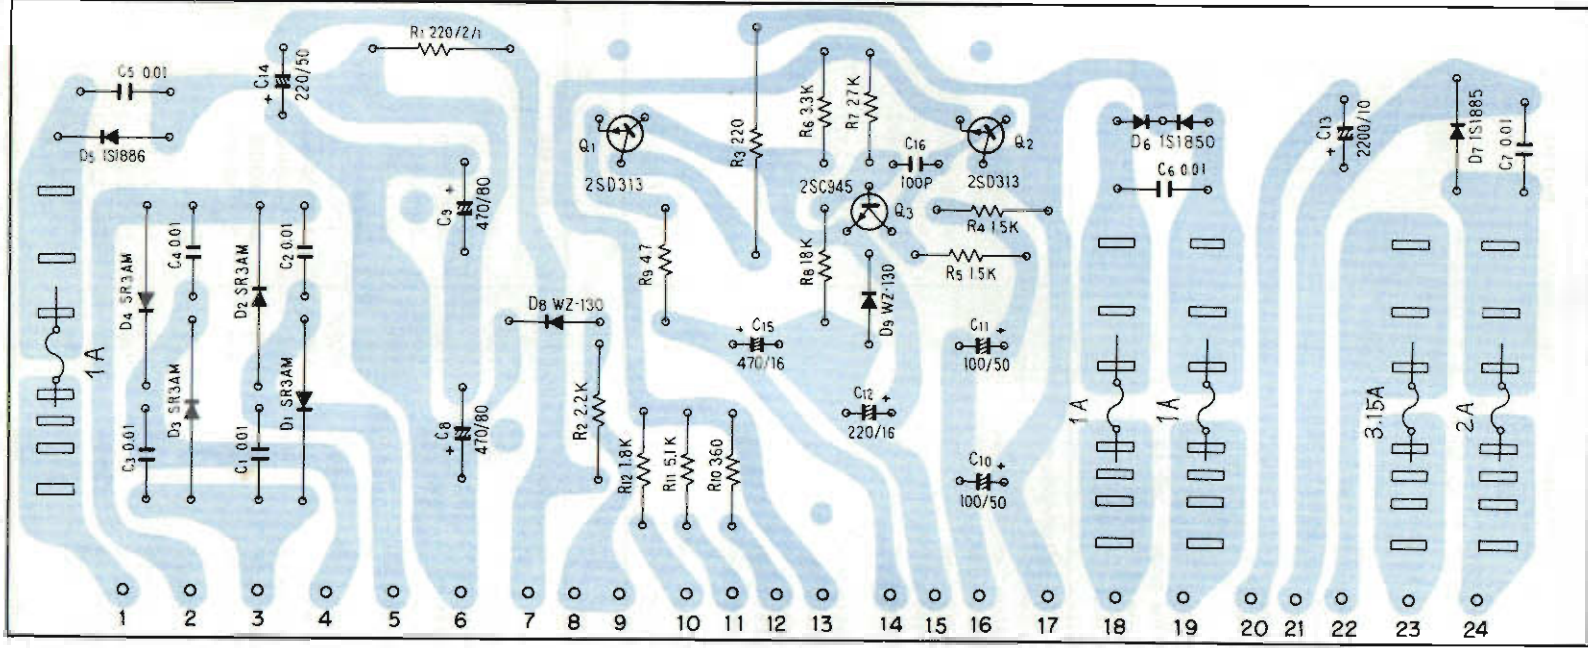 R1 220/2/1
C5 0.01
C14 220/50
+
D5 1S1886
Q1
2SD313
R3 220
R6 3.3K
R7 27K
C16
100P
Q2
2SD313
D6 1S1850
C6 0.01
C13 2200/10
+
D7 1S1885
C7 0.01
C9 470/80
+
2SC945
Q3
R4 1.5K
R5 1.5K
R8 18K
R9 4.7
D4 SR3AM
C4 0.01
D2 SR3AM
C2 0.01
D8 WZ-130
D9 WZ-130
+ C15
470/16
C11 +
100/50
1A
D3 SR3AM
D1 SR3AM
C3 0.01
C1 0.01
C8 470/80
+
R2 2.2K
C12 +
220/16
R12 1.8K
R11 5.1K
R10 360
C10 +
100/50
1A
1A
3.15A
2A
1 2 3 4 5 6 7 8 9 10 11 12 13 14 15 16 17 18 19 20 21 22 23 24